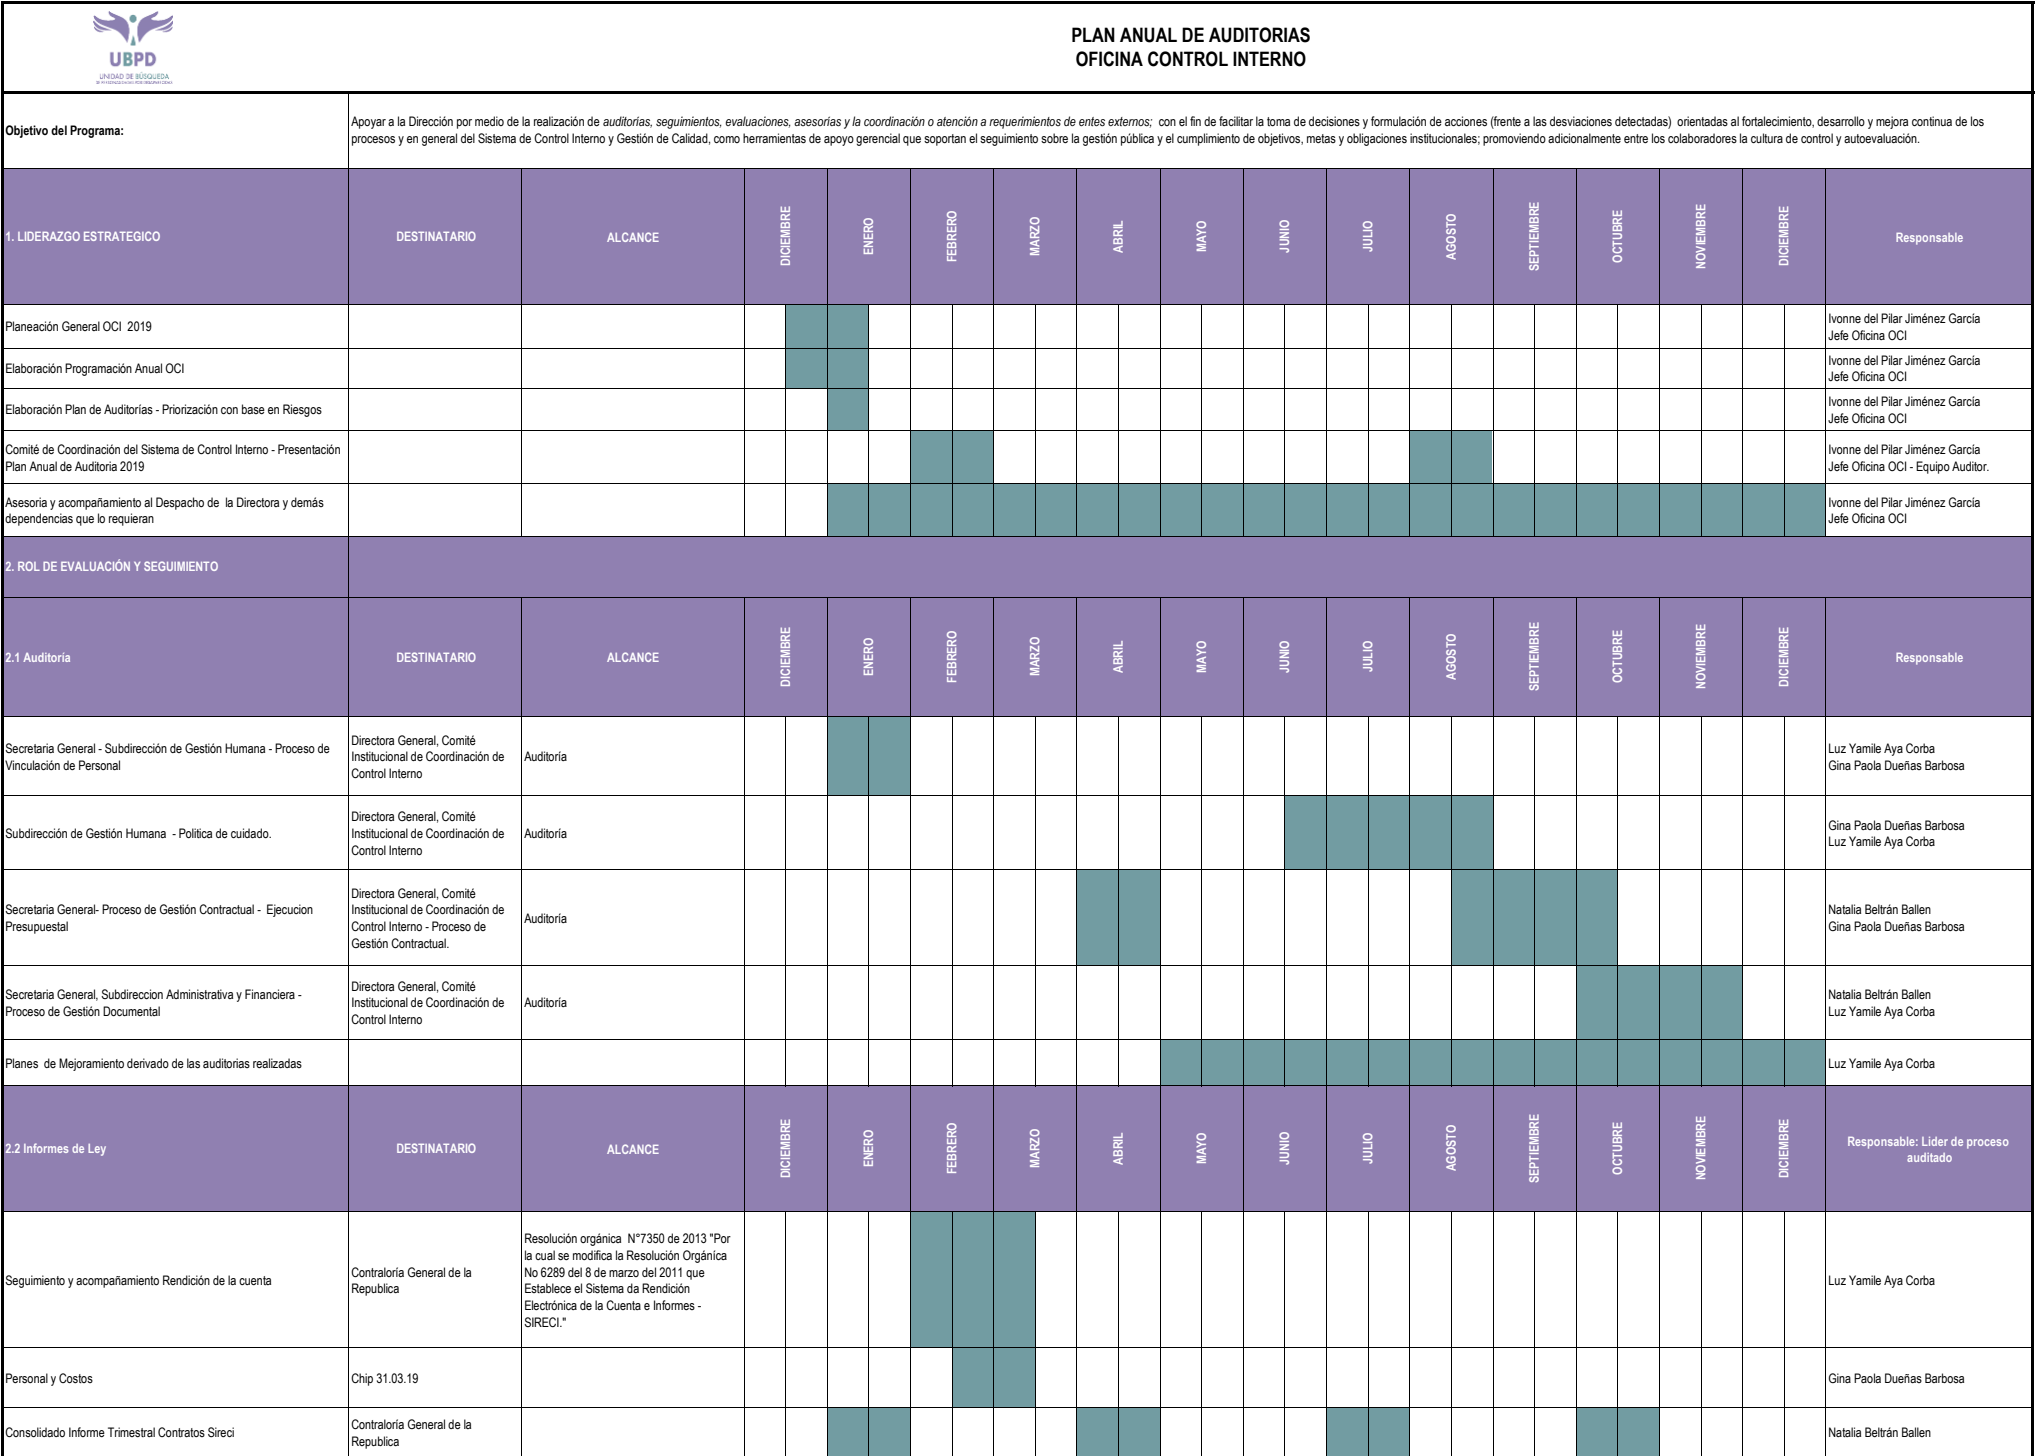 UBPD
UNIDAD DE BÚSQUEDA
PLAN ANUAL DE AUDITORIAS
OFICINA CONTROL INTERNO
Objetivo del Programa:
Apoyar a la Dirección por medio de la realización de auditorias, seguimientos, evaluaciones, asesorias y la coordinación o atención a requerimientos de entes externos; con el fin de facilitar la toma de decisiones y formulación de acciones (frente a las desviaciones detectadas) orientadas al fortalecimiento, desarrollo y mejora continua de los
procesos y en general del Sistema de Control Interno y Gestión de Calidad, como herramientas de apoyo gerencial que soportan el seguimiento sobre la gestión pública y el cumplimiento de objetivos, metas y obligaciones institucionales; promoviendo adicionalmente entre los colaboradores la cultura de control y autoevaluación.
1. LIDERAZGO ESTRATEGICO
DESTINATARIO
ALCANCE
DICIEMBRE
ENERO
FEBRERO
MARZO
ABRIL
MAYO
JUNIO
JULIO
AGOSTO
SEPTIEMBRE
OCTUBRE
NOVIEMBRE
DICIEMBRE
Responsable
Planeación General OCI 2019
Ivonne del Pilar Jiménez García
Jefe Oficina OCI
Elaboración Programación Anual OCI
Ivonne del Pilar Jiménez García
Jefe Oficina OCI
Elaboración Plan de Auditorías - Priorización con base en Riesgos
Ivonne del Pilar Jiménez García
Jefe Oficina OCI
Comité de Coordinación del Sistema de Control Interno - Presentación
Plan Anual de Auditoria 2019
Ivonne del Pilar Jiménez García
Jefe Oficina OCI - Equipo Auditor.
Asesoria y acompañamiento al Despacho de la Directora y demás
dependencias que lo requieran
Ivonne del Pilar Jiménez García
Jefe Oficina OCI
2. ROL DE EVALUACIÓN Y SEGUIMIENTO
2.1 Auditoría
DESTINATARIO
ALCANCE
DICIEMBRE
ENERO
FEBRERO
MARZO
ABRIL
MAYO
JUNIO
JULIO
AGOSTO
SEPTIEMBRE
OCTUBRE
NOVIEMBRE
DICIEMBRE
Responsable
Secretaria General - Subdirección de Gestión Humana - Proceso de
Vinculación de Personal
Directora General, Comité
Institucional de Coordinación de
Control Interno
Auditoría
Luz Yamile Aya Corba
Gina Paola Dueñas Barbosa
Subdirección de Gestión Humana - Politica de cuidado.
Directora General, Comité
Institucional de Coordinación de
Control Interno
Auditoría
Gina Paola Dueñas Barbosa
Luz Yamile Aya Corba
Secretaria General- Proceso de Gestión Contractual - Ejecucion
Presupuestal
Directora General, Comité
Institucional de Coordinación de
Control Interno - Proceso de
Gestión Contractual.
Auditoría
Natalia Beltrán Ballen
Gina Paola Dueñas Barbosa
Secretaria General, Subdireccion Administrativa y Financiera -
Proceso de Gestión Documental
Directora General, Comité
Institucional de Coordinación de
Control Interno
Auditoría
Natalia Beltrán Ballen
Luz Yamile Aya Corba
Planes de Mejoramiento derivado de las auditorias realizadas
Luz Yamile Aya Corba
2.2 Informes de Ley
DESTINATARIO
ALCANCE
DICIEMBRE
ENERO
FEBRERO
MARZO
ABRIL
MAYO
JUNIO
JULIO
AGOSTO
SEPTIEMBRE
OCTUBRE
NOVIEMBRE
DICIEMBRE
Responsable: Lider de proceso
auditado
Seguimiento y acompañamiento Rendición de la cuenta
Contraloría General de la
Republica
Resolución orgánica N°7350 de 2013 "Por
la cual se modifica la Resolución Orgánica
No 6289 del 8 de marzo del 2011 que
Establece el Sistema da Rendición
Electrónica de la Cuenta e Informes -
SIRECI."
Luz Yamile Aya Corba
Personal y Costos
Chip 31.03.19
Gina Paola Dueñas Barbosa
Consolidado Informe Trimestral Contratos Sireci
Contraloría General de la
Republica
Natalia Beltrán Ballen